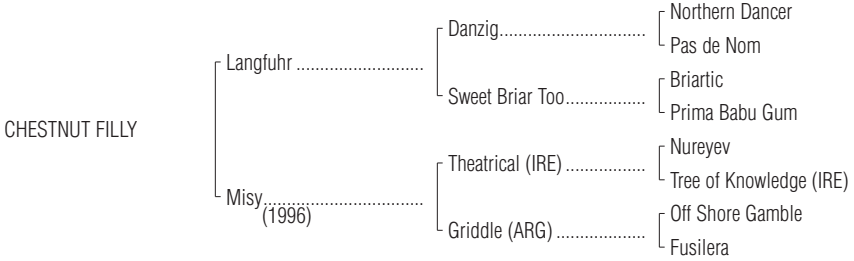 Northern Dancer
Danzig..............................
Pas de Nom
Langfuhr ...........................
Briartic
Sweet Briar Too.................
Prima Babu Gum
CHESTNUT FILLY
Nureyev
Theatrical (IRE) .................
Tree of Knowledge (IRE)
Misy..................................
(1996)
Off Shore Gamble
Griddle (ARG) ...................
Fusilera